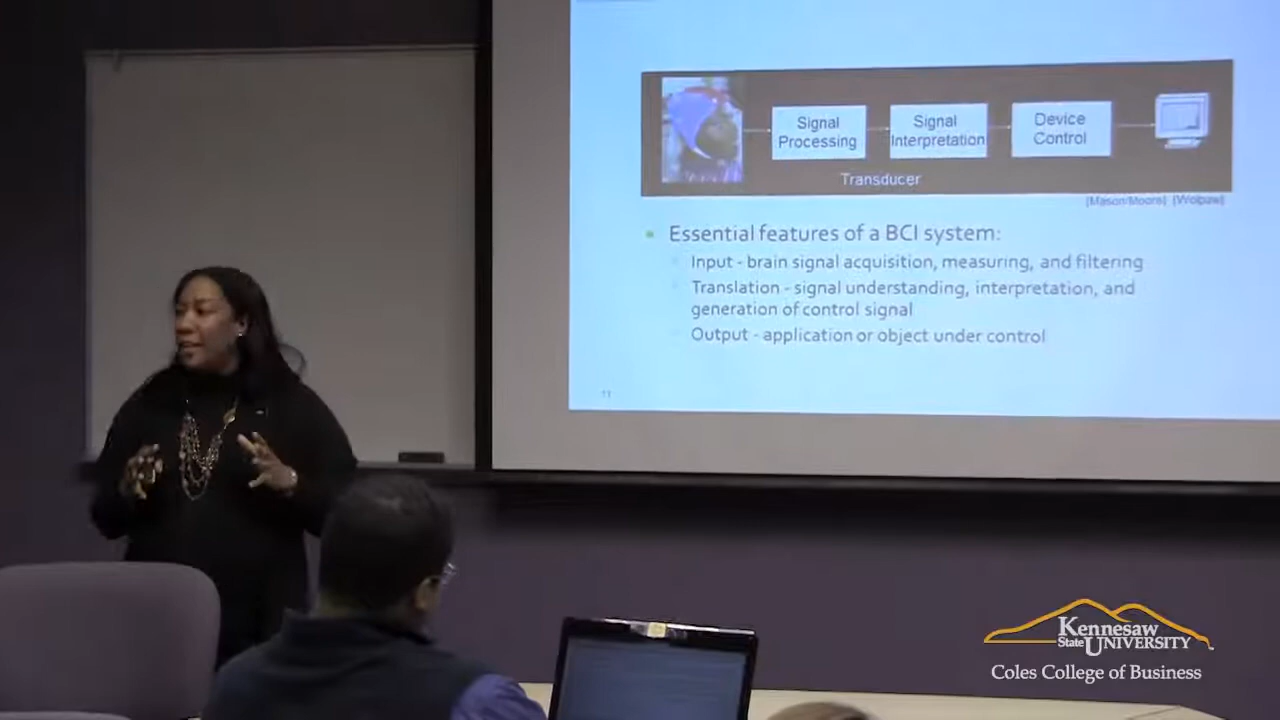 Signal
Processing
Signal
Interpretation
Device
Control
Transducer
[Mason/Moore] [Wolpaw]
Essential features of a BCI system:
Input - brain signal acquisition, measuring, and filtering
Translation - signal understanding, interpretation, and
generation of control signal
Output - application or object under control
11
Kennesaw
State UNIVERSITY
Coles College of Business